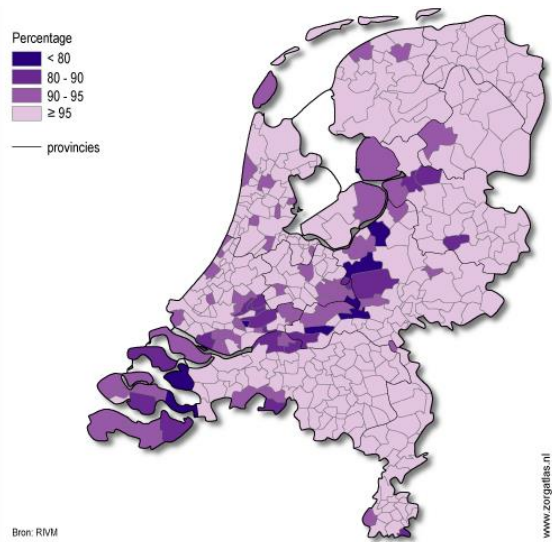 Percentage
< 80
80 - 90
90 - 95
≥ 95
provincies
Bron: RIVM
www.zorgatlas.nl